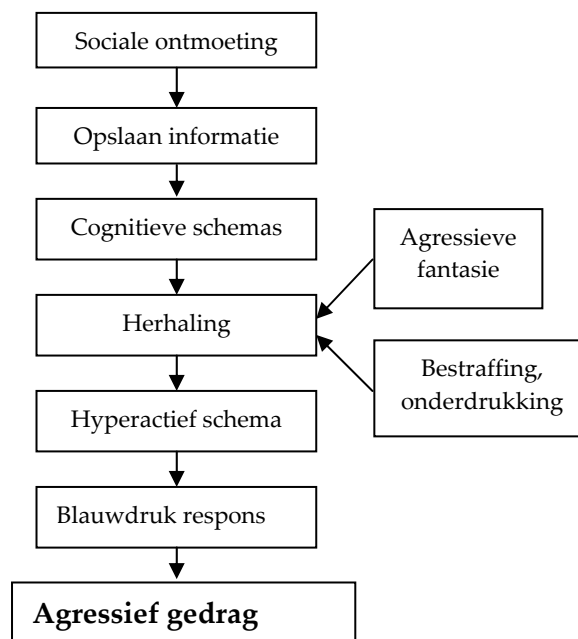 Sociale ontmoeting
Opslaan informatie
Cognitieve schemas
Agressieve
fantasie
Herhaling
Bestraffing,
onderdrukking
Hyperactief schema
Blauwdruk respons
Agressief gedrag